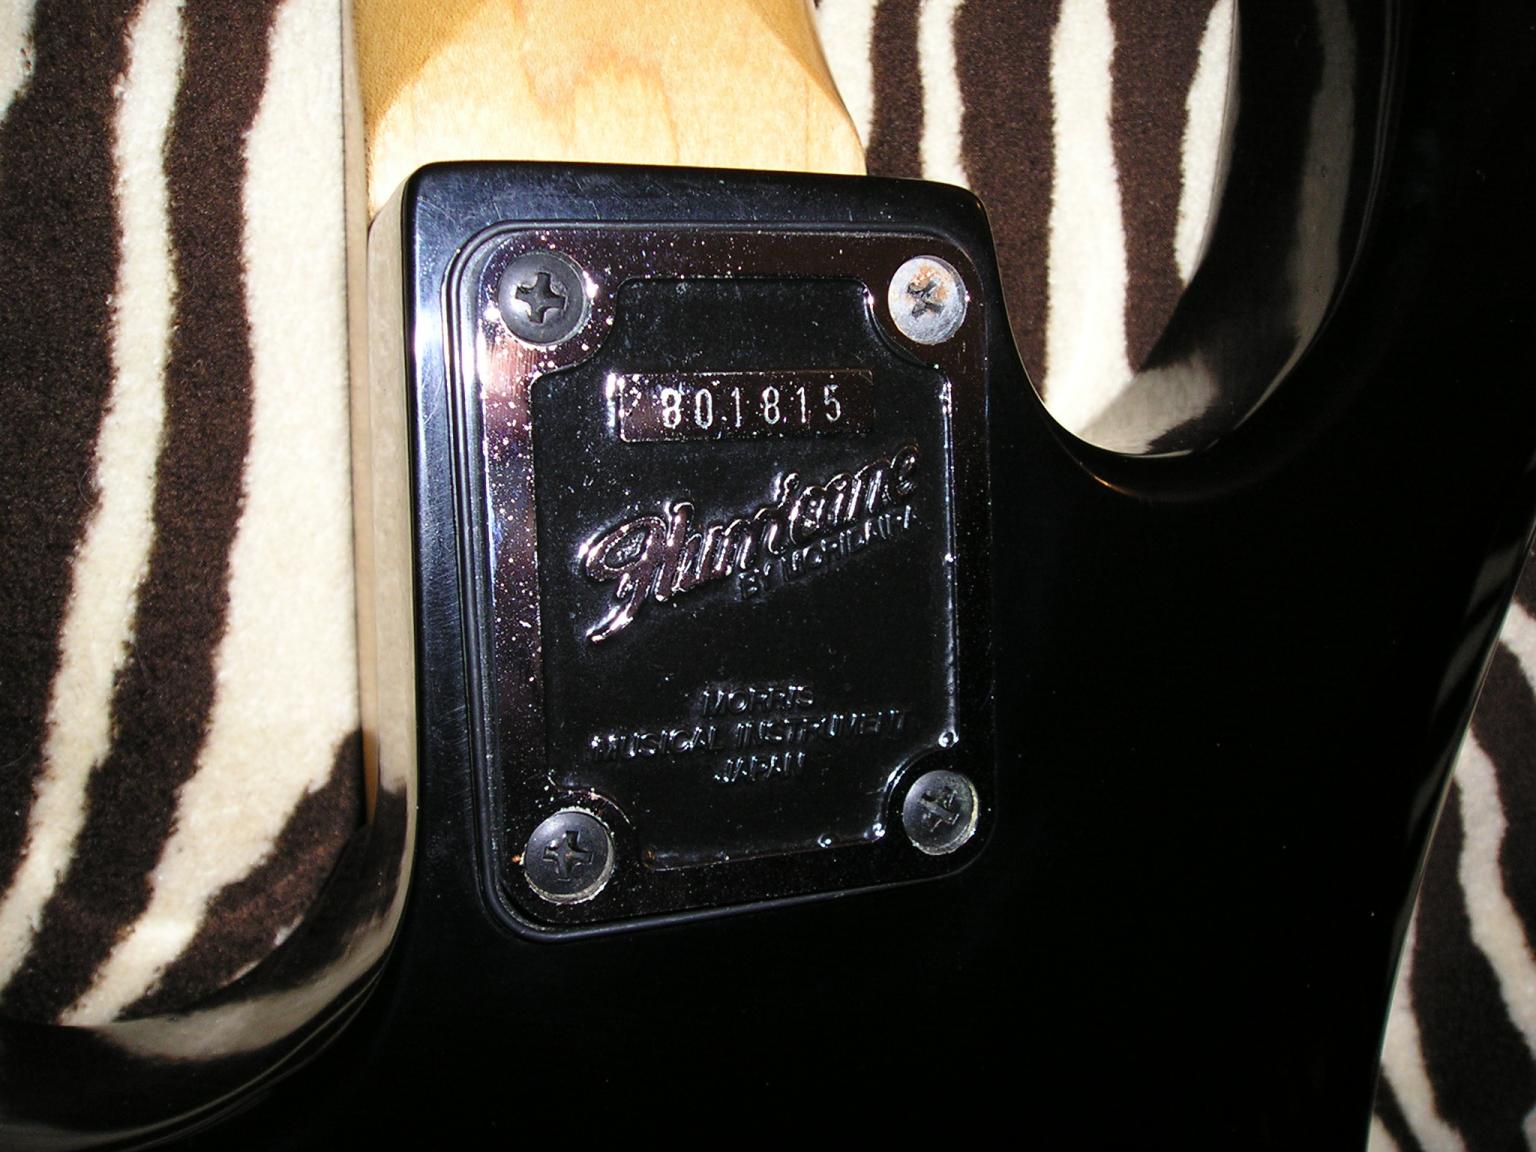 801815
Hurricane
BY MORIDAIRA
MORRIS
MUSICAL INSTRUMENT
JAPAN